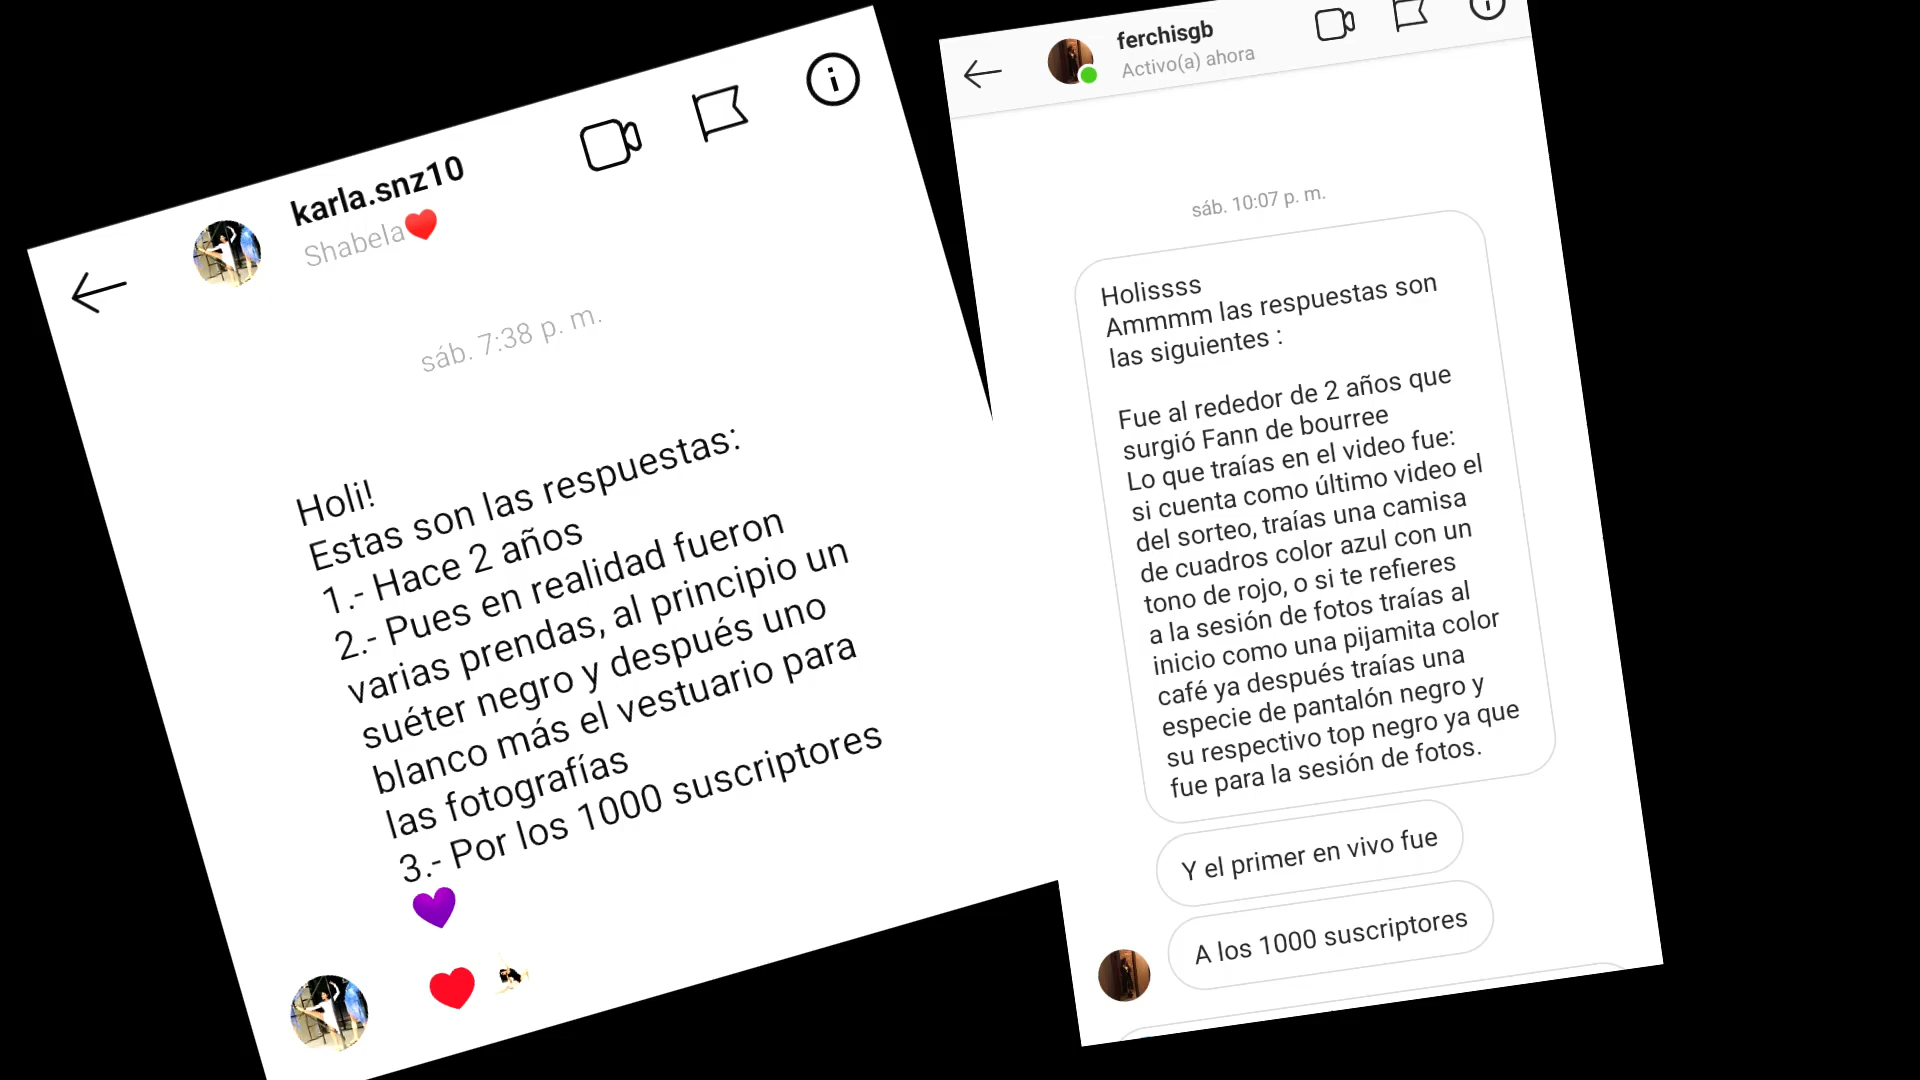 karla.snz10
Shabela❤️
sáb. 7:38 p. m.
Holi!
Estas son las respuestas:
1.- Hace 2 años
2.- Pues en realidad fueron
varias prendas, al principio un
suéter negro y después uno
blanco más el vestuario para
las fotografías
3.- Por los 1000 suscriptores
💜
❤️
ferchisgb
Activo(a) ahora
sáb. 10:07 p. m.
Holissss
Ammmm las respuestas son
las siguientes :
Fue al rededor de 2 años que
surgió Fann de bourree
Lo que traías en el video fue:
si cuenta como último video el
del sorteo, traías una camisa
de cuadros color azul con un
tono de rojo, o si te refieres
a la sesión de fotos traías al
inicio como una pijamita color
café ya después traías una
especie de pantalón negro y
su respectivo top negro ya que
fue para la sesión de fotos.
Y el primer en vivo fue
A los 1000 suscriptores